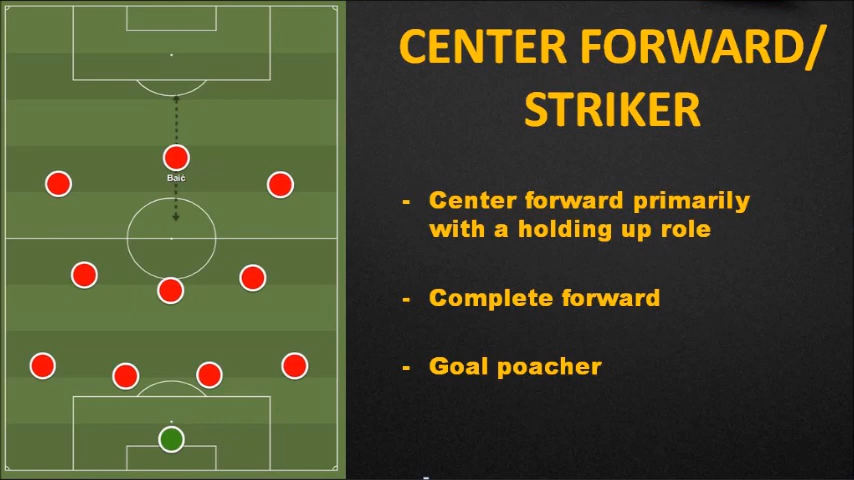 CENTER FORWARD/
STRIKER
Baić
- Center forward primarily
with a holding up role
- Complete forward
- Goal poacher